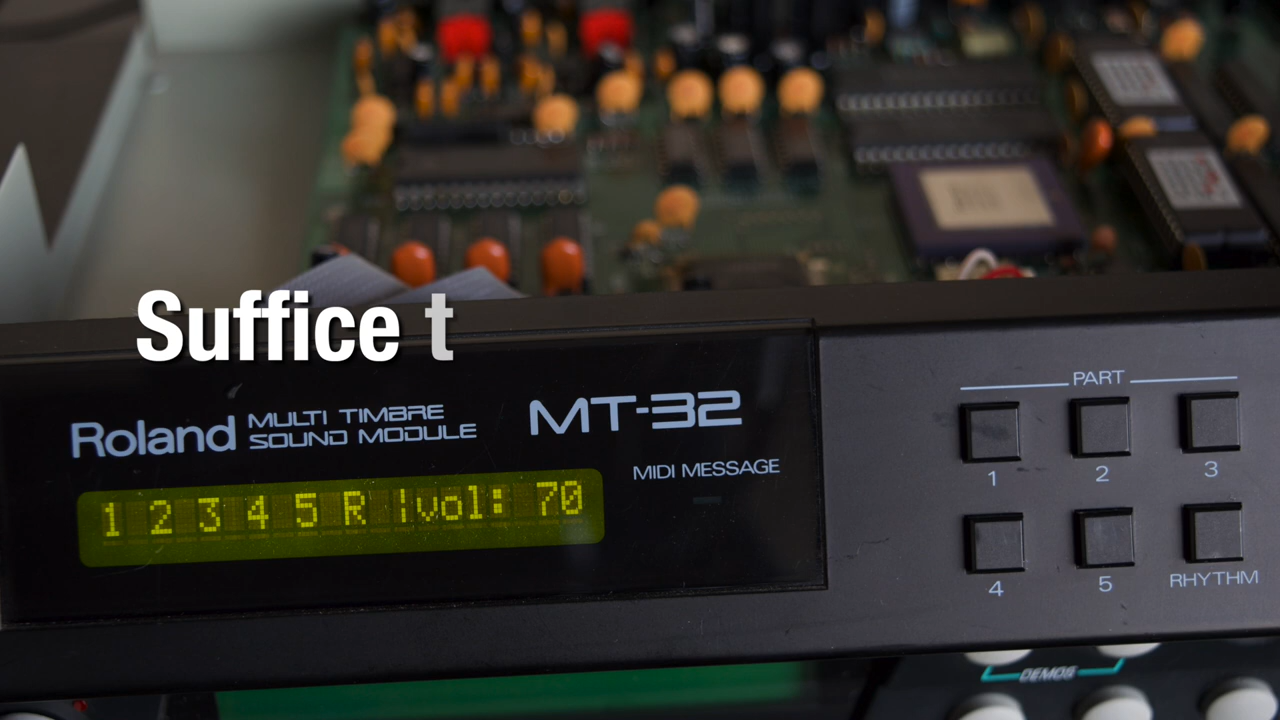 Suffice t
Roland MULTI TIMBRE SOUND MODULE MT-32
MIDI MESSAGE
1 2 3 4 5 R |vol: 70
PART
1 2 3
4 5 RHYTHM
DEMOS